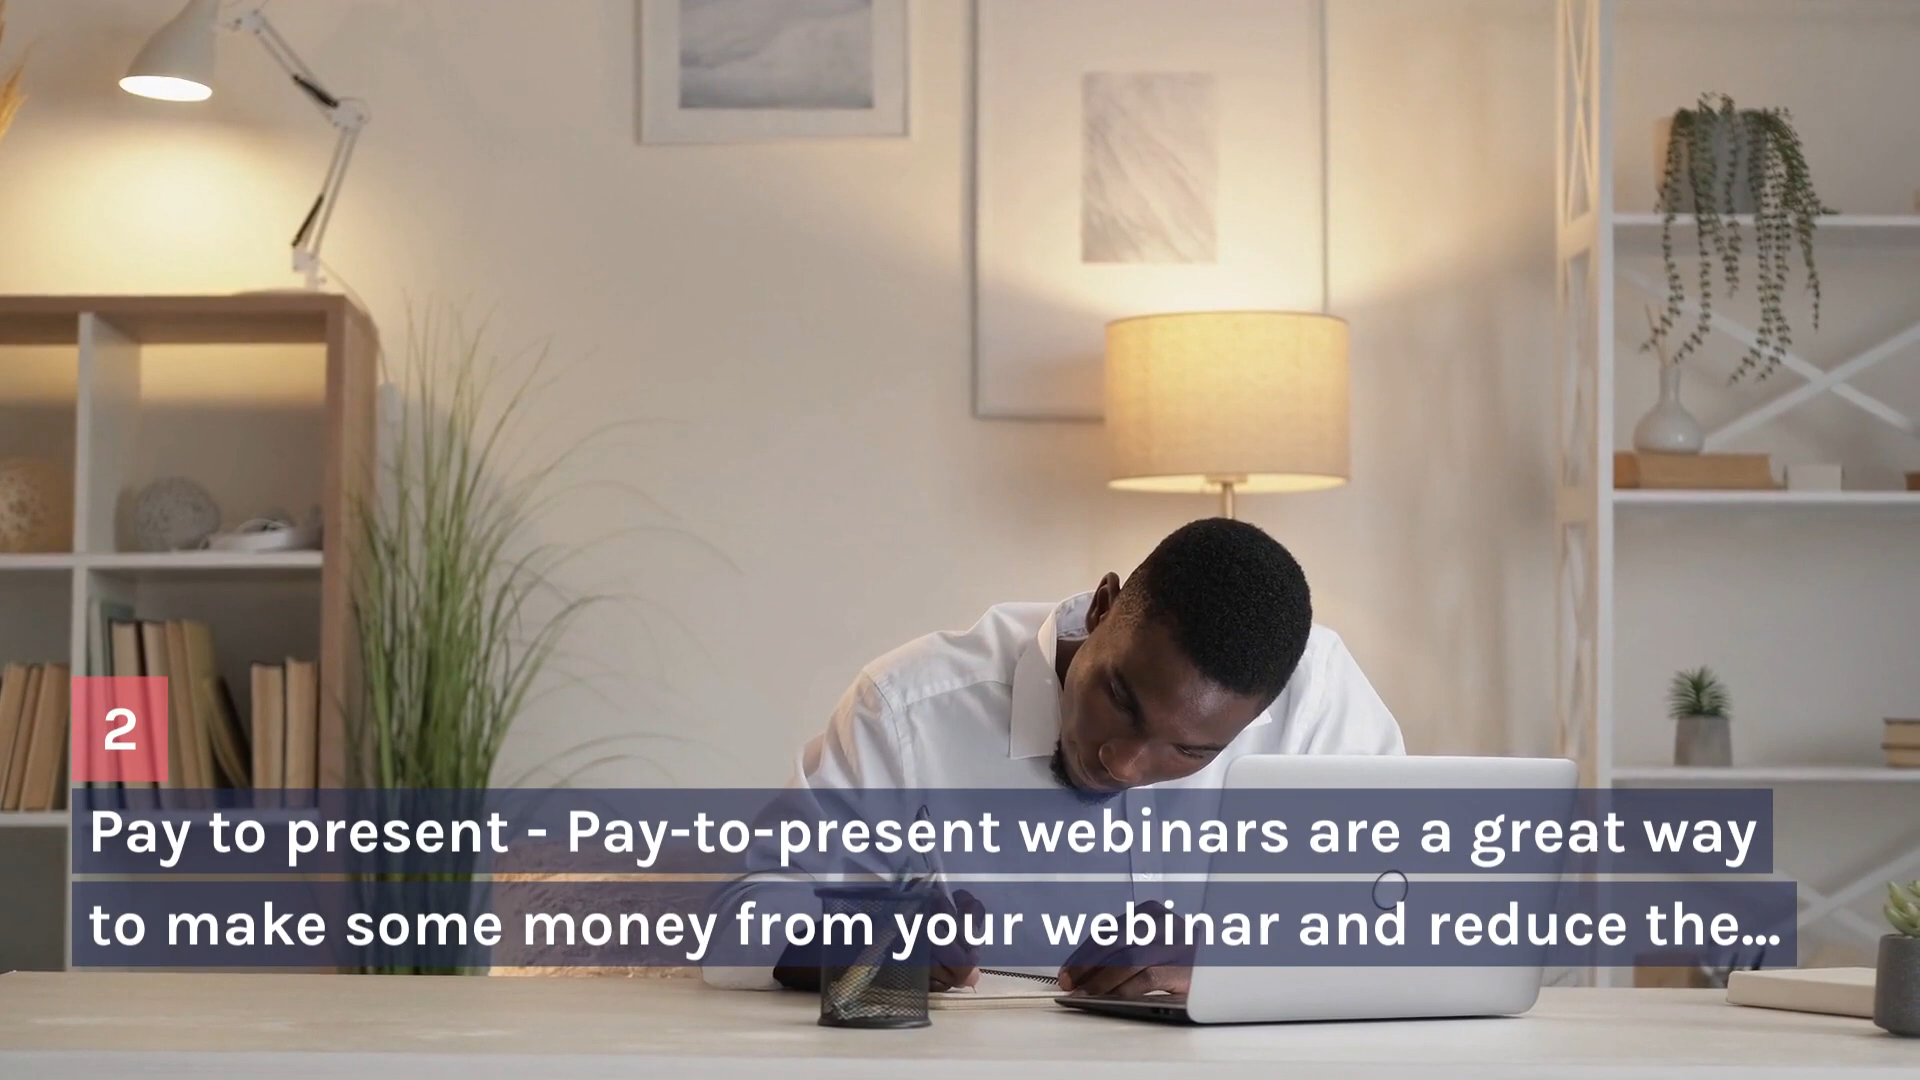 2
Pay to present - Pay-to-present webinars are a great way
to make some money from your webinar and reduce the...